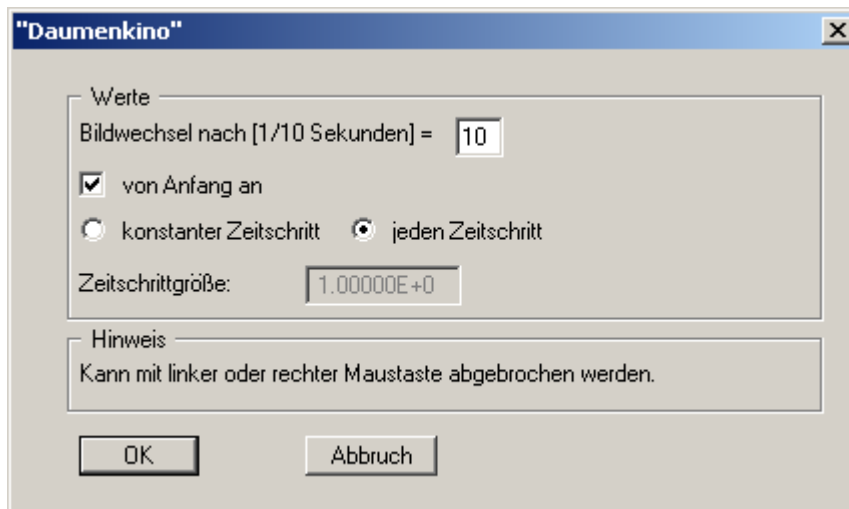 "Daumenkino"
Werte
Bildwechsel nach [1/10 Sekunden] = 10
von Anfang an
konstanter Zeitschritt jeden Zeitschritt
Zeitschrittgröße: 1.00000E+0
Hinweis
Kann mit linker oder rechter Maustaste abgebrochen werden.
OK Abbruch